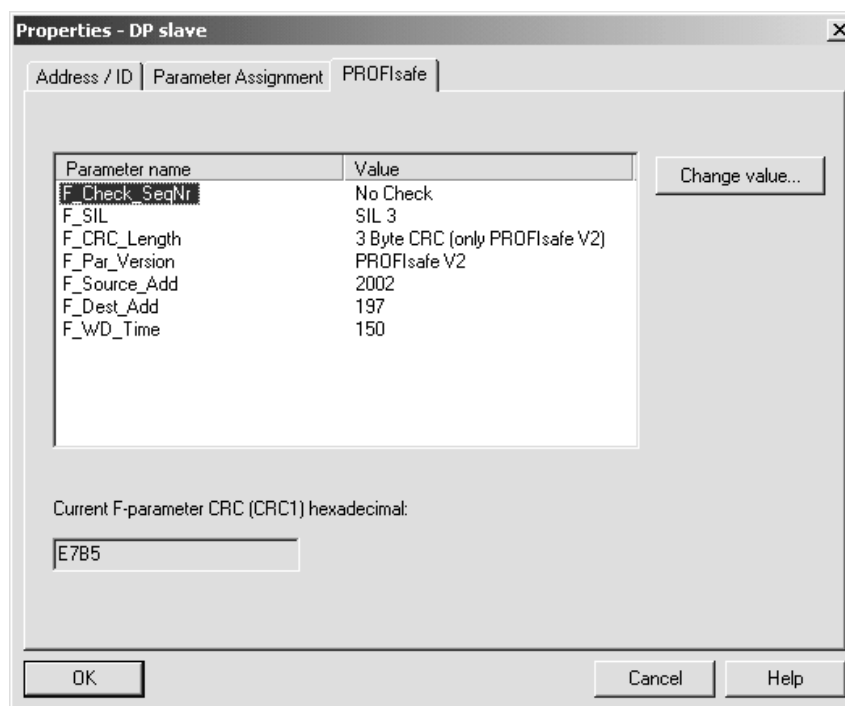 Properties - DP slave
Address / ID Parameter Assignment PROFIsafe
Parameter name Value
F_Check_SeqNr No Check
F_SIL SIL 3
F_CRC_Length 3 Byte CRC (only PROFIsafe V2)
F_Par_Version PROFIsafe V2
F_Source_Add 2002
F_Dest_Add 197
F_WD_Time 150
Change value...
Current F-parameter CRC (CRC1) hexadecimal:
E7B5
OK Cancel Help